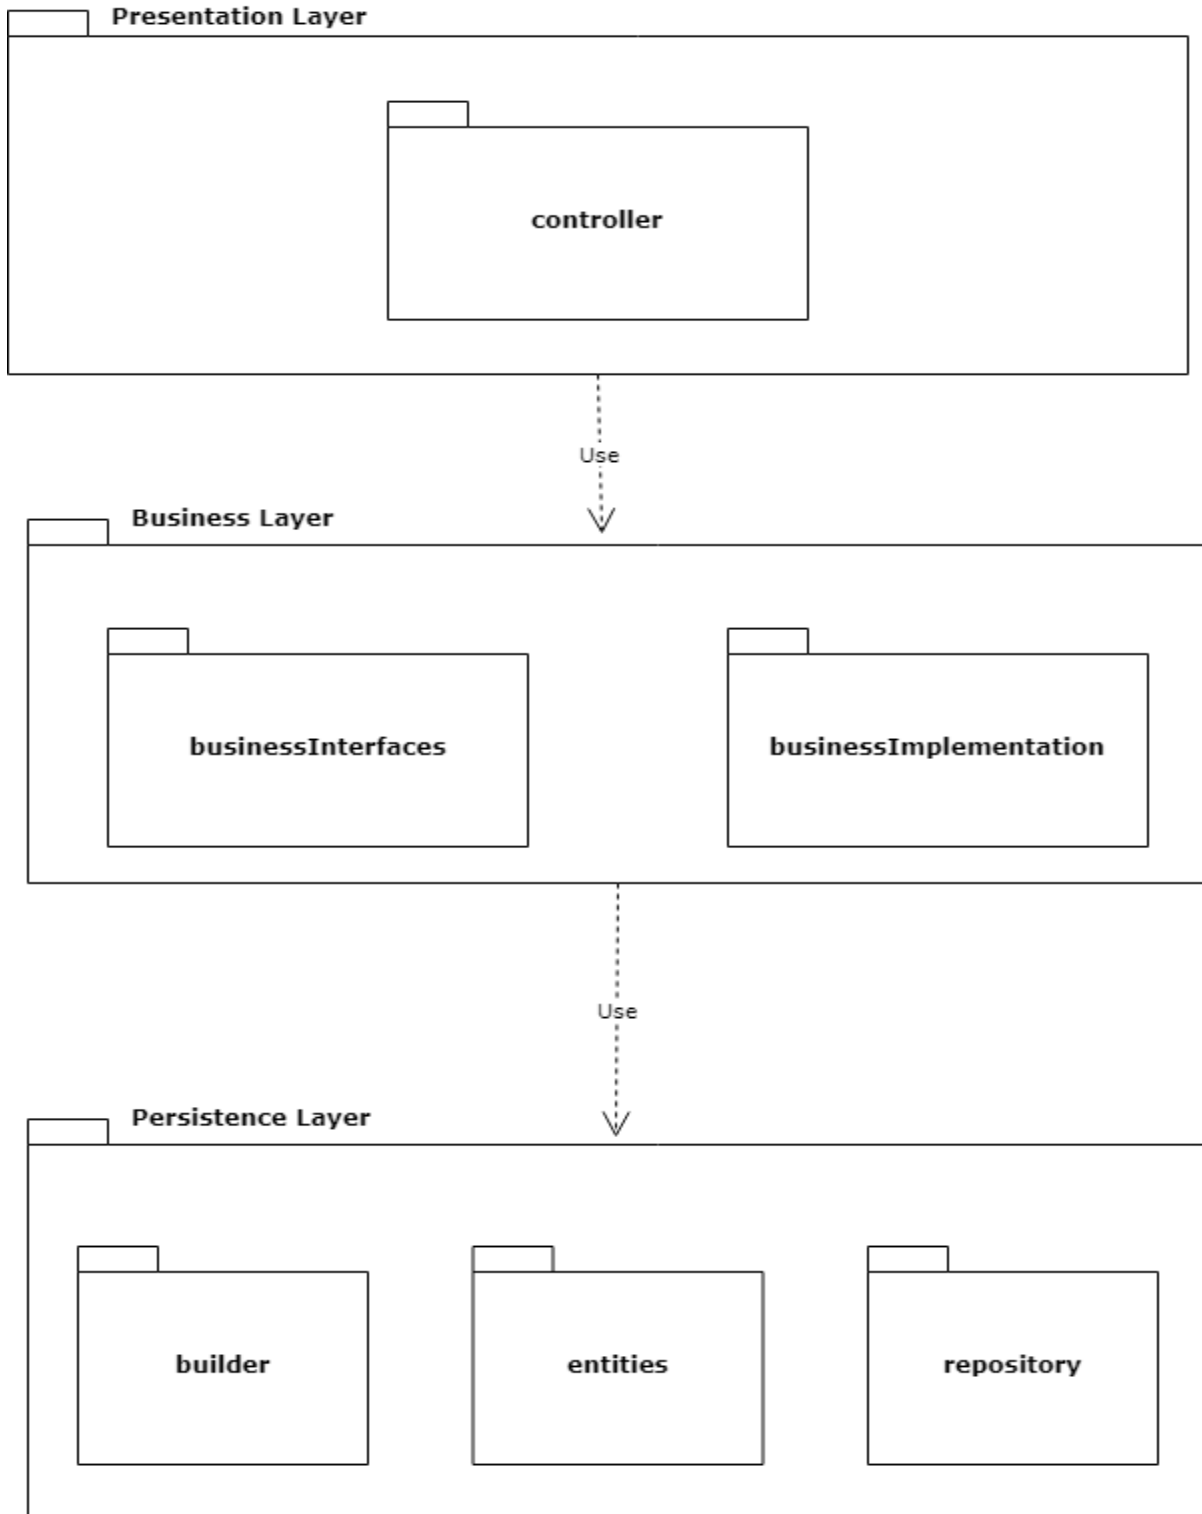 Presentation Layer
controller
Use
Business Layer
businessInterfaces
businessImplementation
Use
Persistence Layer
builder
entities
repository